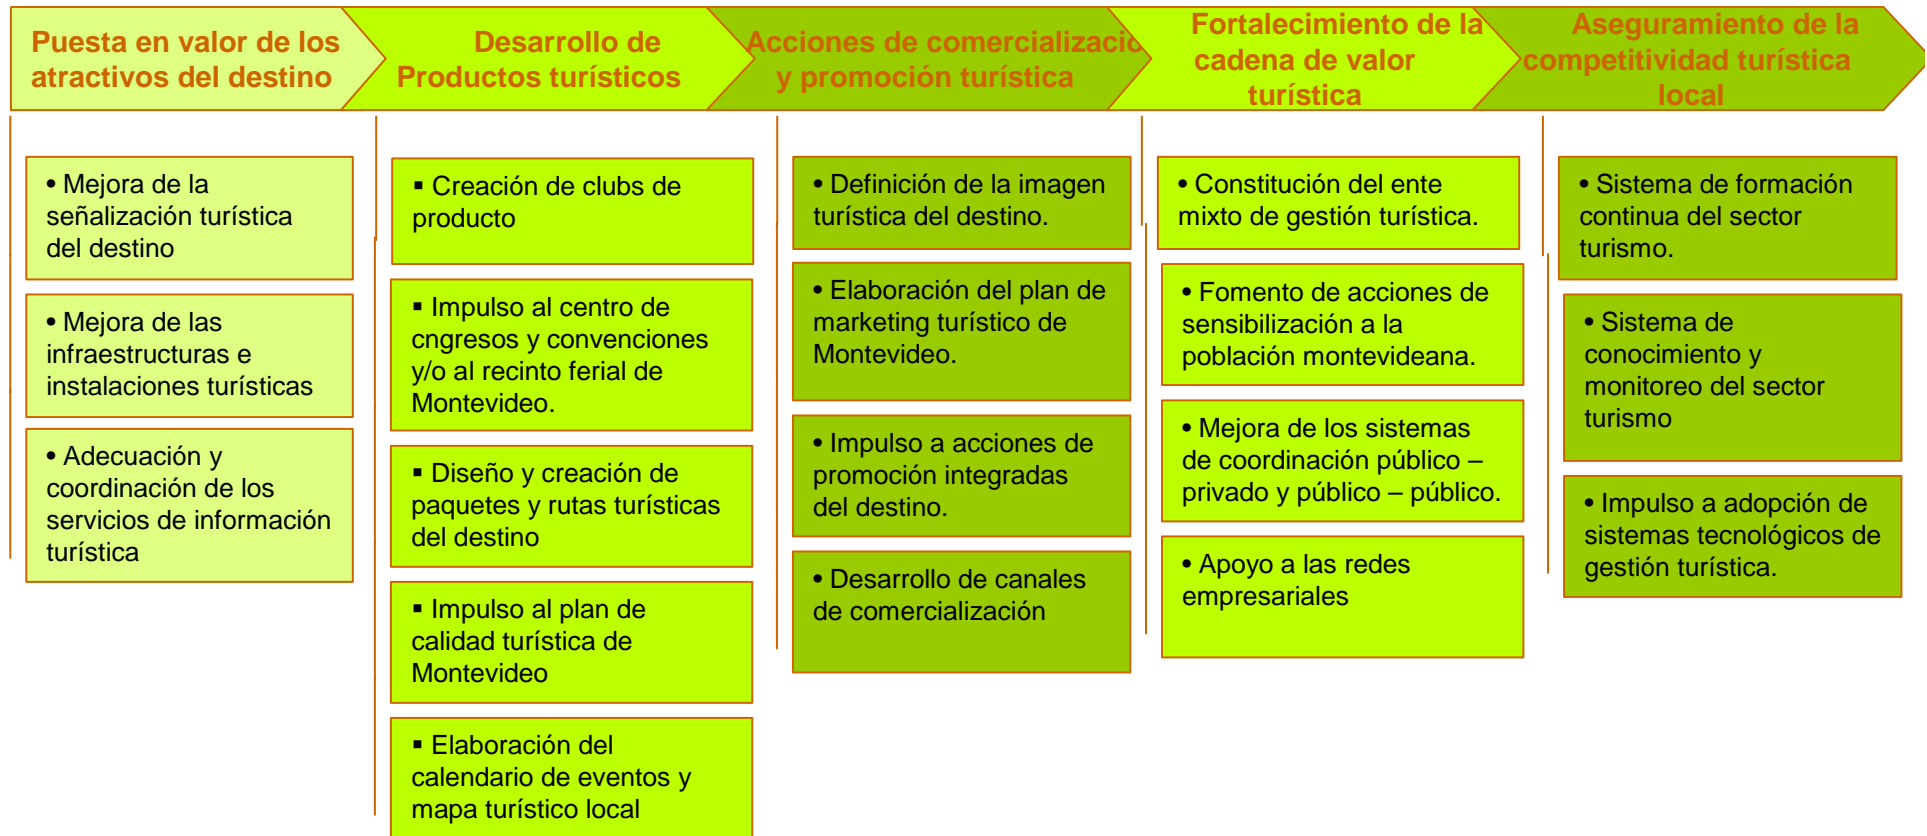 Puesta en valor de los
atractivos del destino
Desarrollo de
Productos turísticos
Acciones de comercializació
y promoción turística
Fortalecimiento de la
cadena de valor
turística
Aseguramiento de la
competitividad turística
local
• Mejora de la
señalización turística
del destino
• Mejora de las
infraestructuras e
instalaciones turísticas
• Adecuación y
coordinación de los
servicios de información
turística
▪ Creación de clubs de
producto
▪ Impulso al centro de
cngresos y convenciones
y/o al recinto ferial de
Montevideo.
▪ Diseño y creación de
paquetes y rutas turísticas
del destino
▪ Impulso al plan de
calidad turística de
Montevideo
▪ Elaboración del
calendario de eventos y
mapa turístico local
• Definición de la imagen
turística del destino.
• Elaboración del plan de
marketing turístico de
Montevideo.
• Impulso a acciones de
promoción integradas
del destino.
• Desarrollo de canales
de comercialización
• Constitución del ente
mixto de gestión turística.
• Fomento de acciones de
sensibilización a la
población montevideana.
• Mejora de los sistemas
de coordinación público –
privado y público – público.
• Apoyo a las redes
empresariales
• Sistema de formación
continua del sector
turismo.
• Sistema de
conocimiento y
monitoreo del sector
turismo
• Impulso a adopción de
sistemas tecnológicos de
gestión turística.